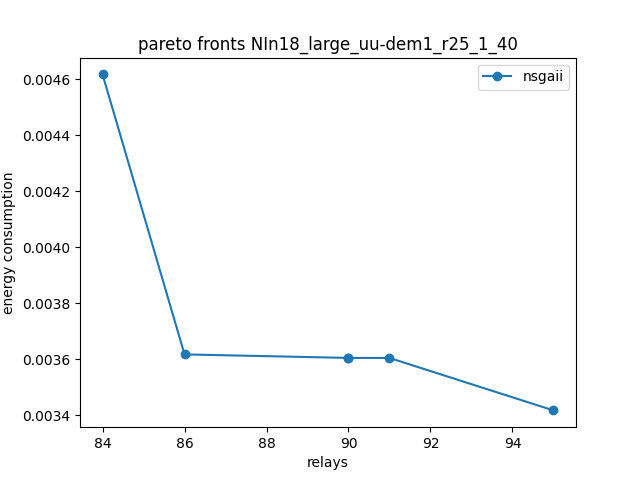 pareto fronts NIn18_large_uu-dem1_r25_1_40
nsgaii
energy consumption
0.0046
0.0044
0.0042
0.0040
0.0038
0.0036
0.0034
84 86 88 90 92 94
relays